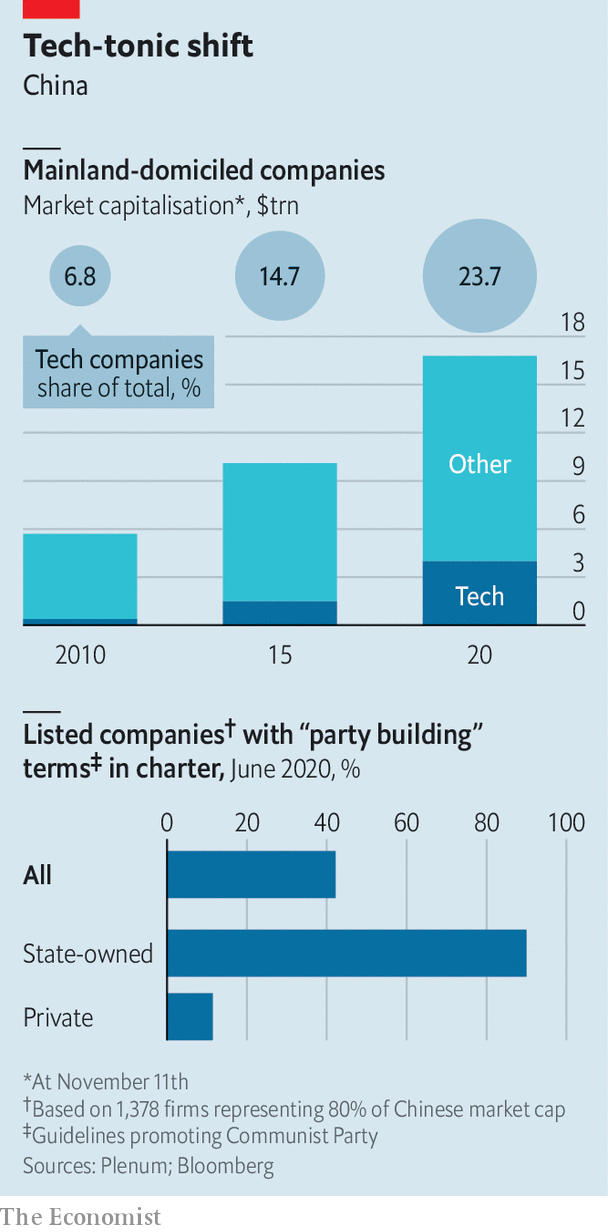 Tech-tonic shift
China
Mainland-domiciled companies
Market capitalisation*, $trn
6.8
14.7
23.7
Tech companies
share of total, %
18
15
12
9
6
3
0
Other
Tech
2010
15
20
Listed companies† with “party building”
terms‡ in charter, June 2020, %
0
20
40
60
80
100
All
State-owned
Private
*At November 11th
†Based on 1,378 firms representing 80% of Chinese market cap
‡Guidelines promoting Communist Party
Sources: Plenum; Bloomberg
The Economist